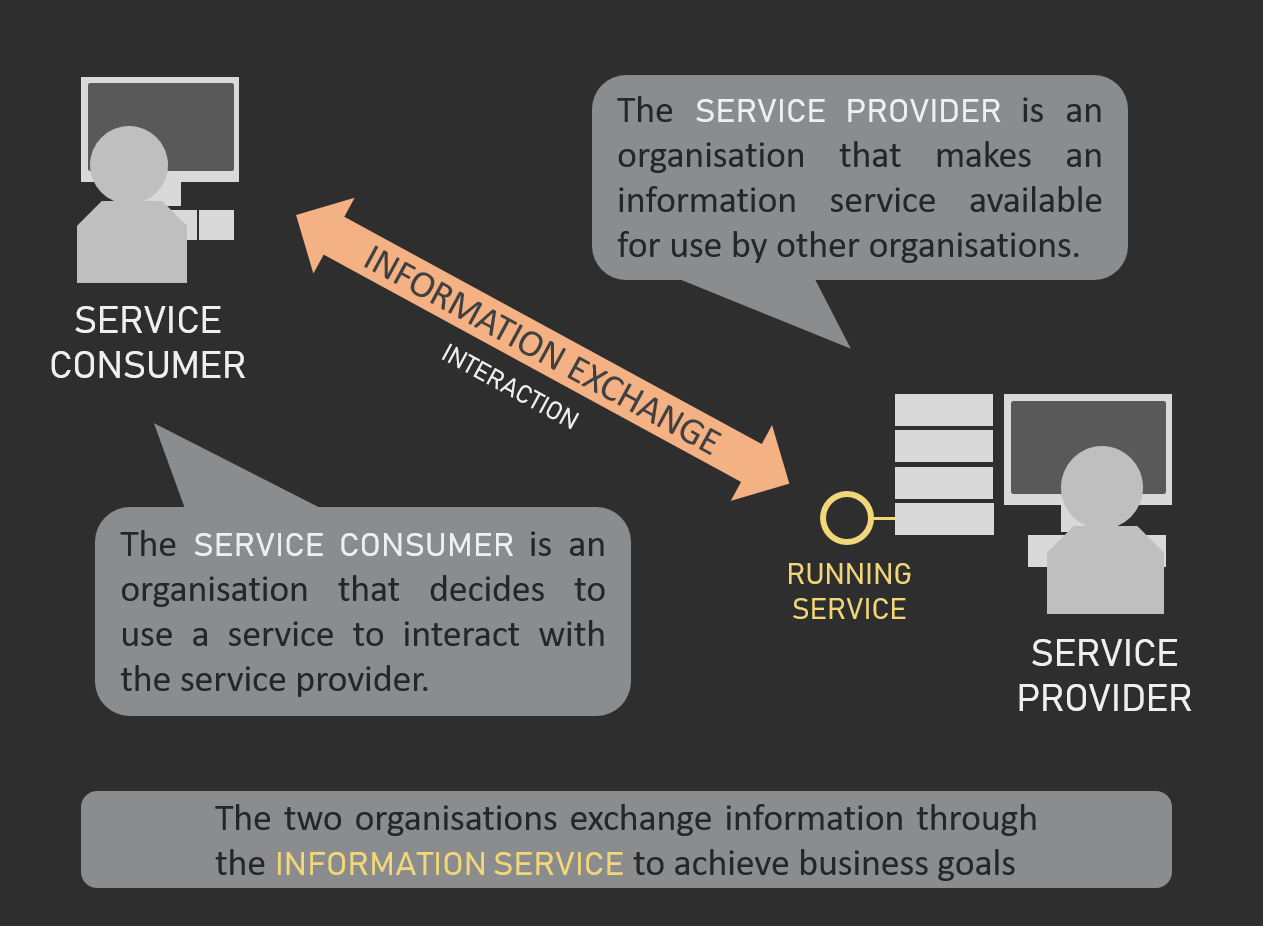 The SERVICE PROVIDER is an
organisation that makes an
information service available
for use by other organisations.
SERVICE
CONSUMER
INFORMATION EXCHANGE
INTERACTION
The SERVICE CONSUMER is an
organisation that decides to
use a service to interact with
the service provider.
RUNNING
SERVICE
SERVICE
PROVIDER
The two organisations exchange information through
the INFORMATION SERVICE to achieve business goals